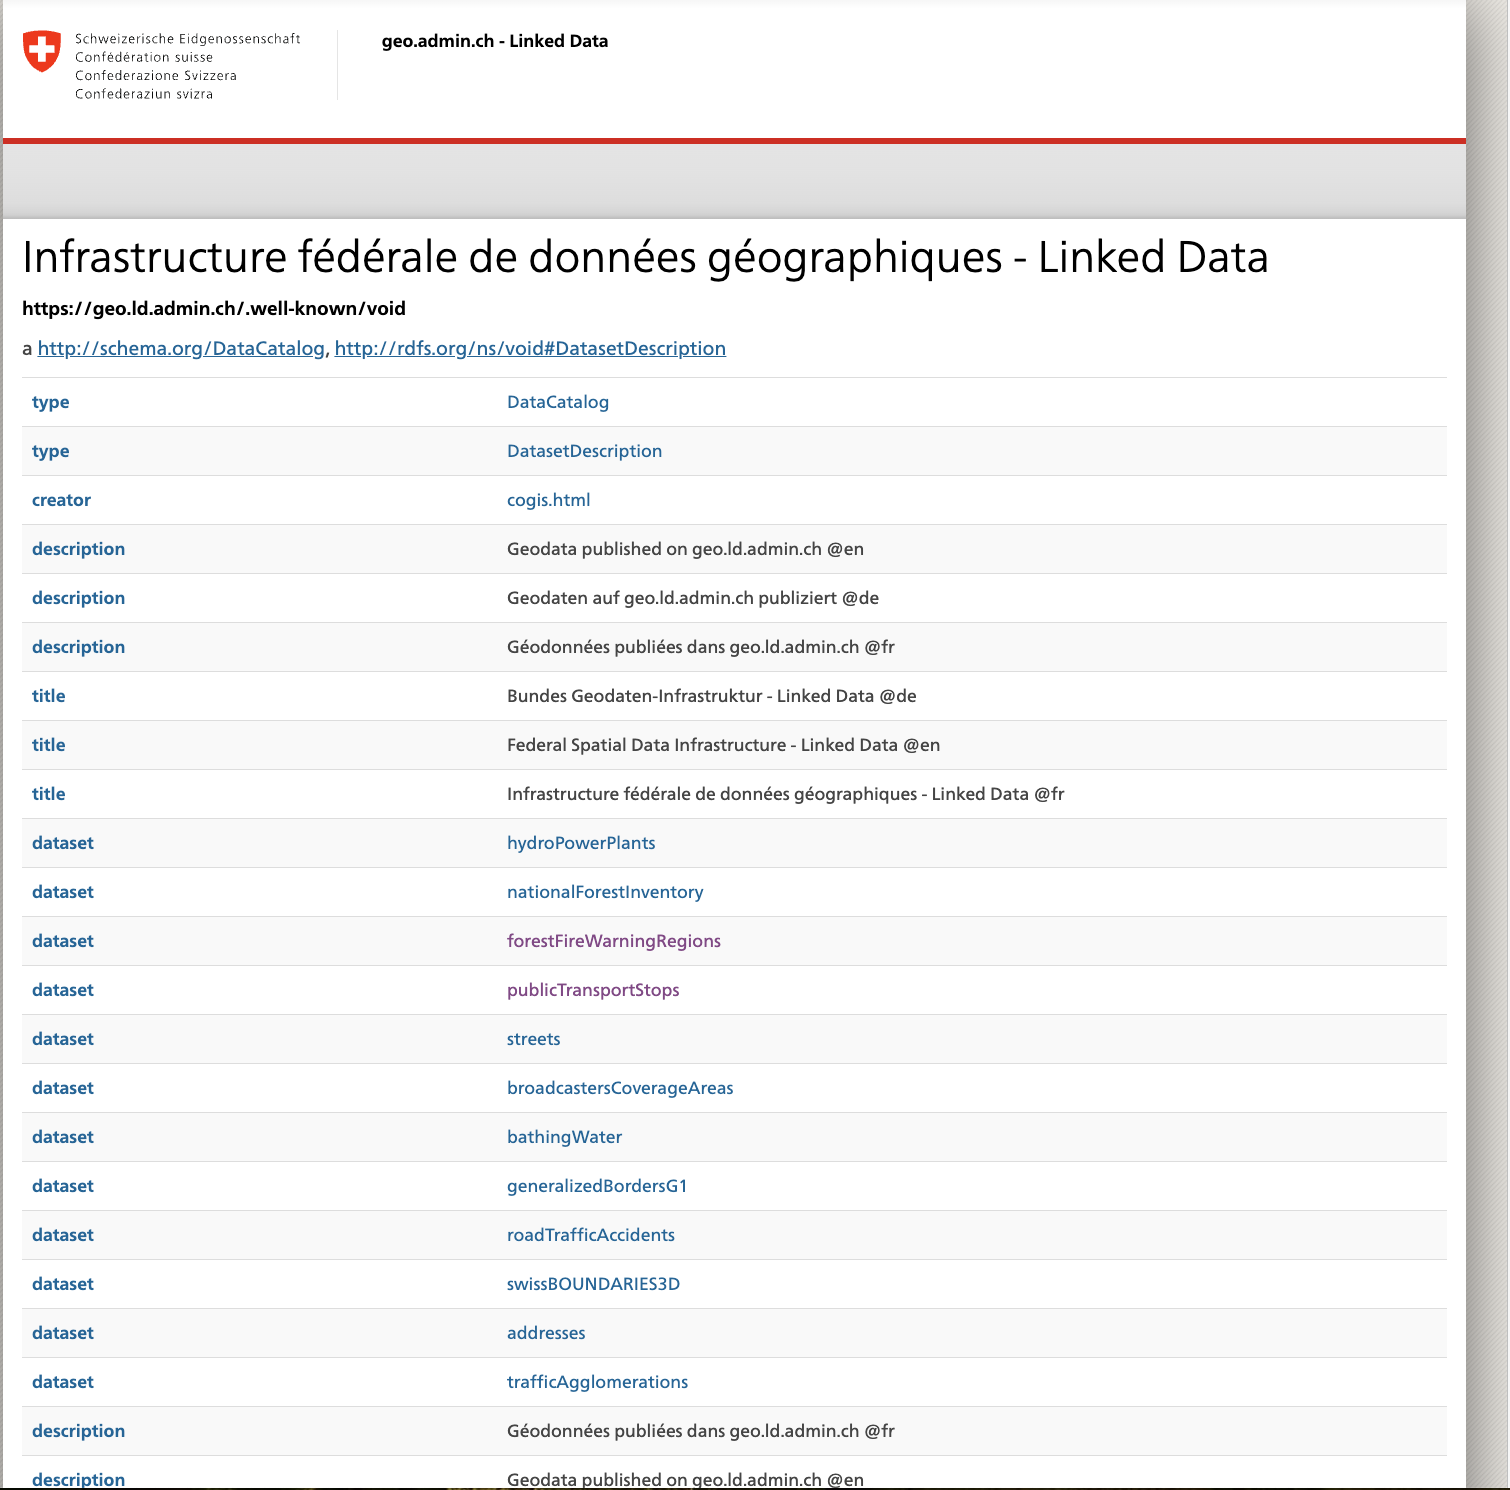 Schweizerische Eidgenossenschaft
Confédération suisse
Confederazione Svizzera
Confederaziun svizra
geo.admin.ch - Linked Data
Infrastructure fédérale de données géographiques - Linked Data
https://geo.ld.admin.ch/.well-known/void
a http://schema.org/DataCatalog, http://rdfs.org/ns/void#DatasetDescription
type DataCatalog
type DatasetDescription
creator cogis.html
description Geodata published on geo.ld.admin.ch @en
description Geodaten auf geo.ld.admin.ch publiziert @de
description Géodonnées publiées dans geo.ld.admin.ch @fr
title Bundes Geodaten-Infrastruktur - Linked Data @de
title Federal Spatial Data Infrastructure - Linked Data @en
title Infrastructure fédérale de données géographiques - Linked Data @fr
dataset hydroPowerPlants
dataset nationalForestInventory
dataset forestFireWarningRegions
dataset publicTransportStops
dataset streets
dataset broadcastersCoverageAreas
dataset bathingWater
dataset generalizedBordersG1
dataset roadTrafficAccidents
dataset swissBOUNDARIES3D
dataset addresses
dataset trafficAgglomerations
description Géodonnées publiées dans geo.ld.admin.ch @fr
description Geodata published on geo.ld.admin.ch @en